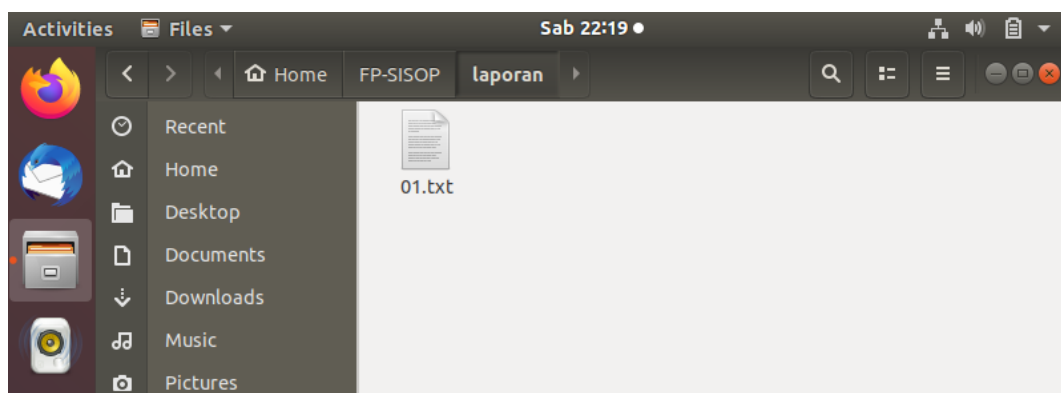 Activities Files Sab 22:19
Home FP-SISOP laporan
Recent
Home
Desktop
Documents
Downloads
Music
Pictures
01.txt